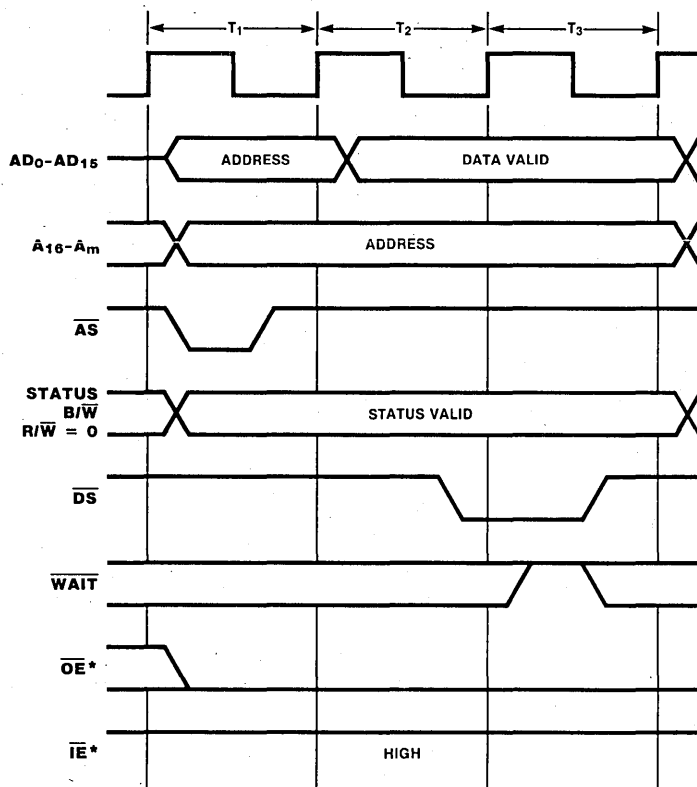 T1 T2 T3
AD0-AD15 ADDRESS DATA VALID
A16-Am ADDRESS
AS
STATUS
B/W STATUS VALID
R/W = 0
DS
WAIT
OE*
IE* HIGH